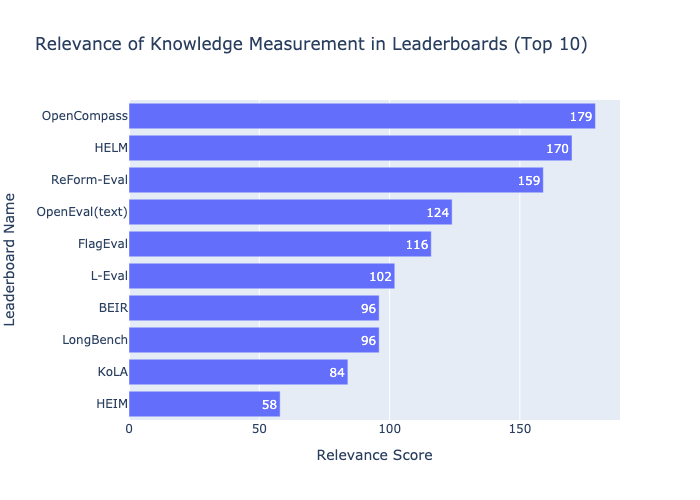 Relevance of Knowledge Measurement in Leaderboards (Top 10)
Leaderboard Name
OpenCompass 179
HELM 170
ReForm-Eval 159
OpenEval(text) 124
FlagEval 116
L-Eval 102
BEIR 96
LongBench 96
KoLA 84
HEIM 58
0 50 100 150
Relevance Score